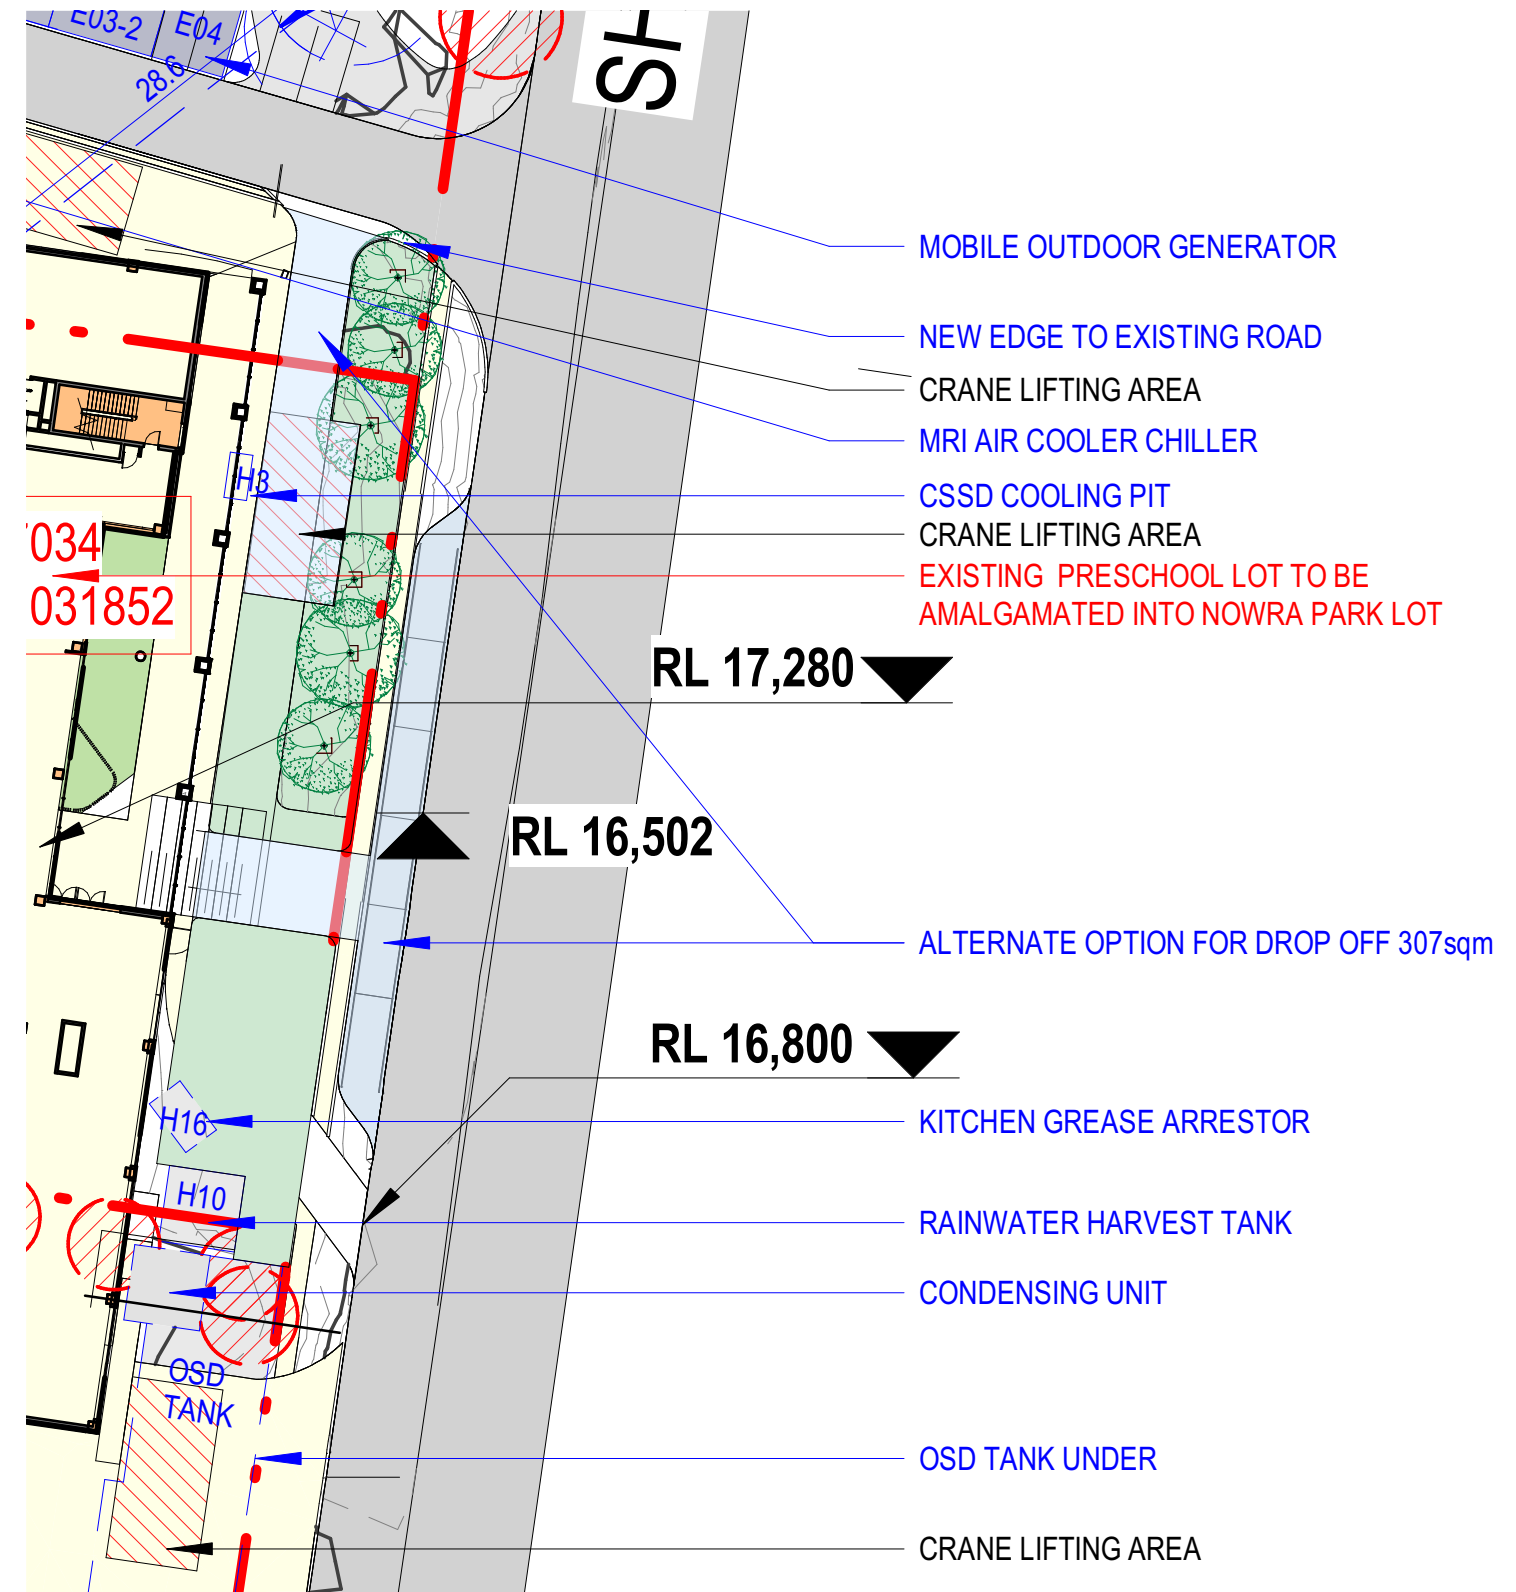 E03-2
E04
SH
28.6
MOBILE OUTDOOR GENERATOR
NEW EDGE TO EXISTING ROAD
CRANE LIFTING AREA
MRI AIR COOLER CHILLER
H3
CSSD COOLING PIT
CRANE LIFTING AREA
7034
031852
EXISTING PRESCHOOL LOT TO BE
AMALGAMATED INTO NOWRA PARK LOT
RL 17,280
RL 16,502
ALTERNATE OPTION FOR DROP OFF 307sqm
RL 16,800
H16
KITCHEN GREASE ARRESTOR
H10
RAINWATER HARVEST TANK
CONDENSING UNIT
OSD
TANK
OSD TANK UNDER
CRANE LIFTING AREA